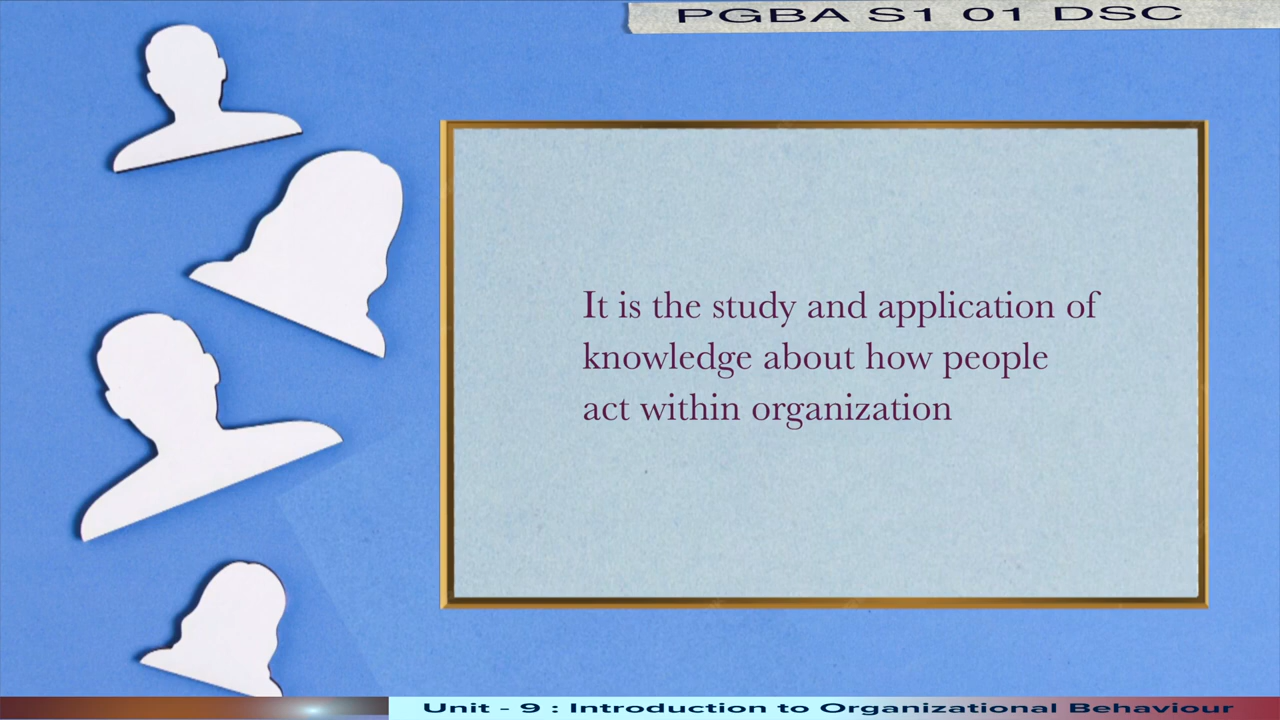 PGBA S1 01 DSC
It is the study and application of
knowledge about how people
act within organization
Unit - 9 : Introduction to Organizational Behaviour